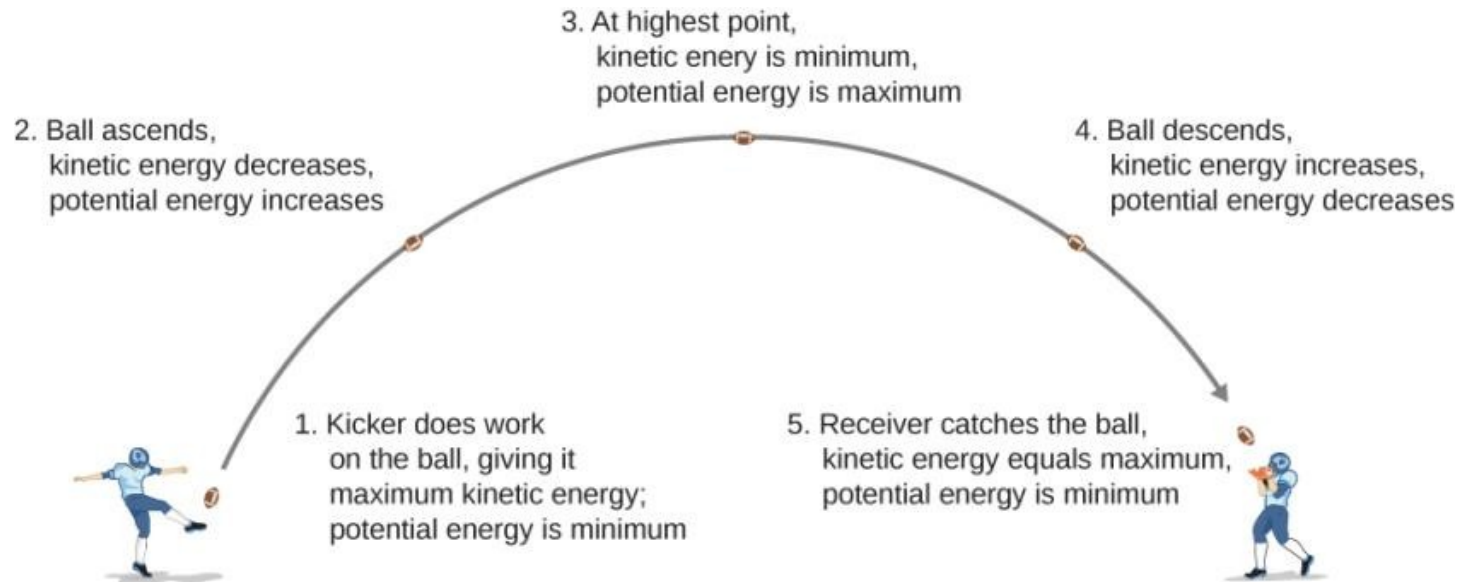 3. At highest point,
kinetic enery is minimum,
potential energy is maximum
2. Ball ascends,
kinetic energy decreases,
potential energy increases
4. Ball descends,
kinetic energy increases,
potential energy decreases
1. Kicker does work
on the ball, giving it
maximum kinetic energy;
potential energy is minimum
5. Receiver catches the ball,
kinetic energy equals maximum,
potential energy is minimum